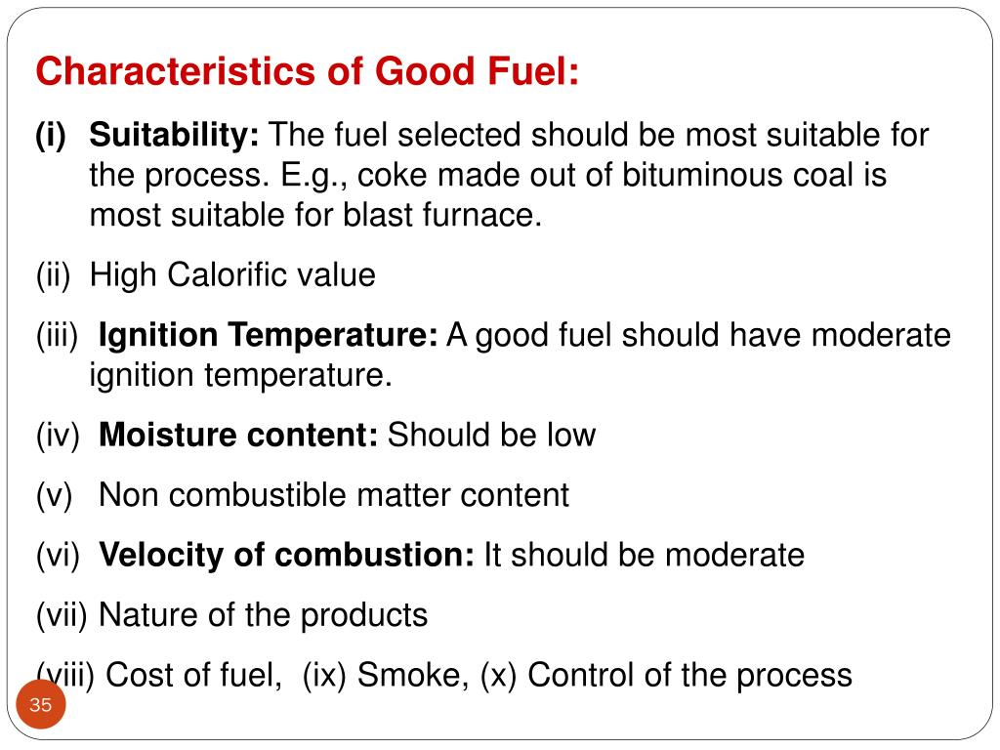 Characteristics of Good Fuel:
(i) Suitability: The fuel selected should be most suitable for
the process. E.g., coke made out of bituminous coal is
most suitable for blast furnace.
(ii) High Calorific value
(iii) Ignition Temperature: A good fuel should have moderate
ignition temperature.
(iv) Moisture content: Should be low
(v) Non combustible matter content
(vi) Velocity of combustion: It should be moderate
(vii) Nature of the products
(viii) Cost of fuel, (ix) Smoke, (x) Control of the process
35